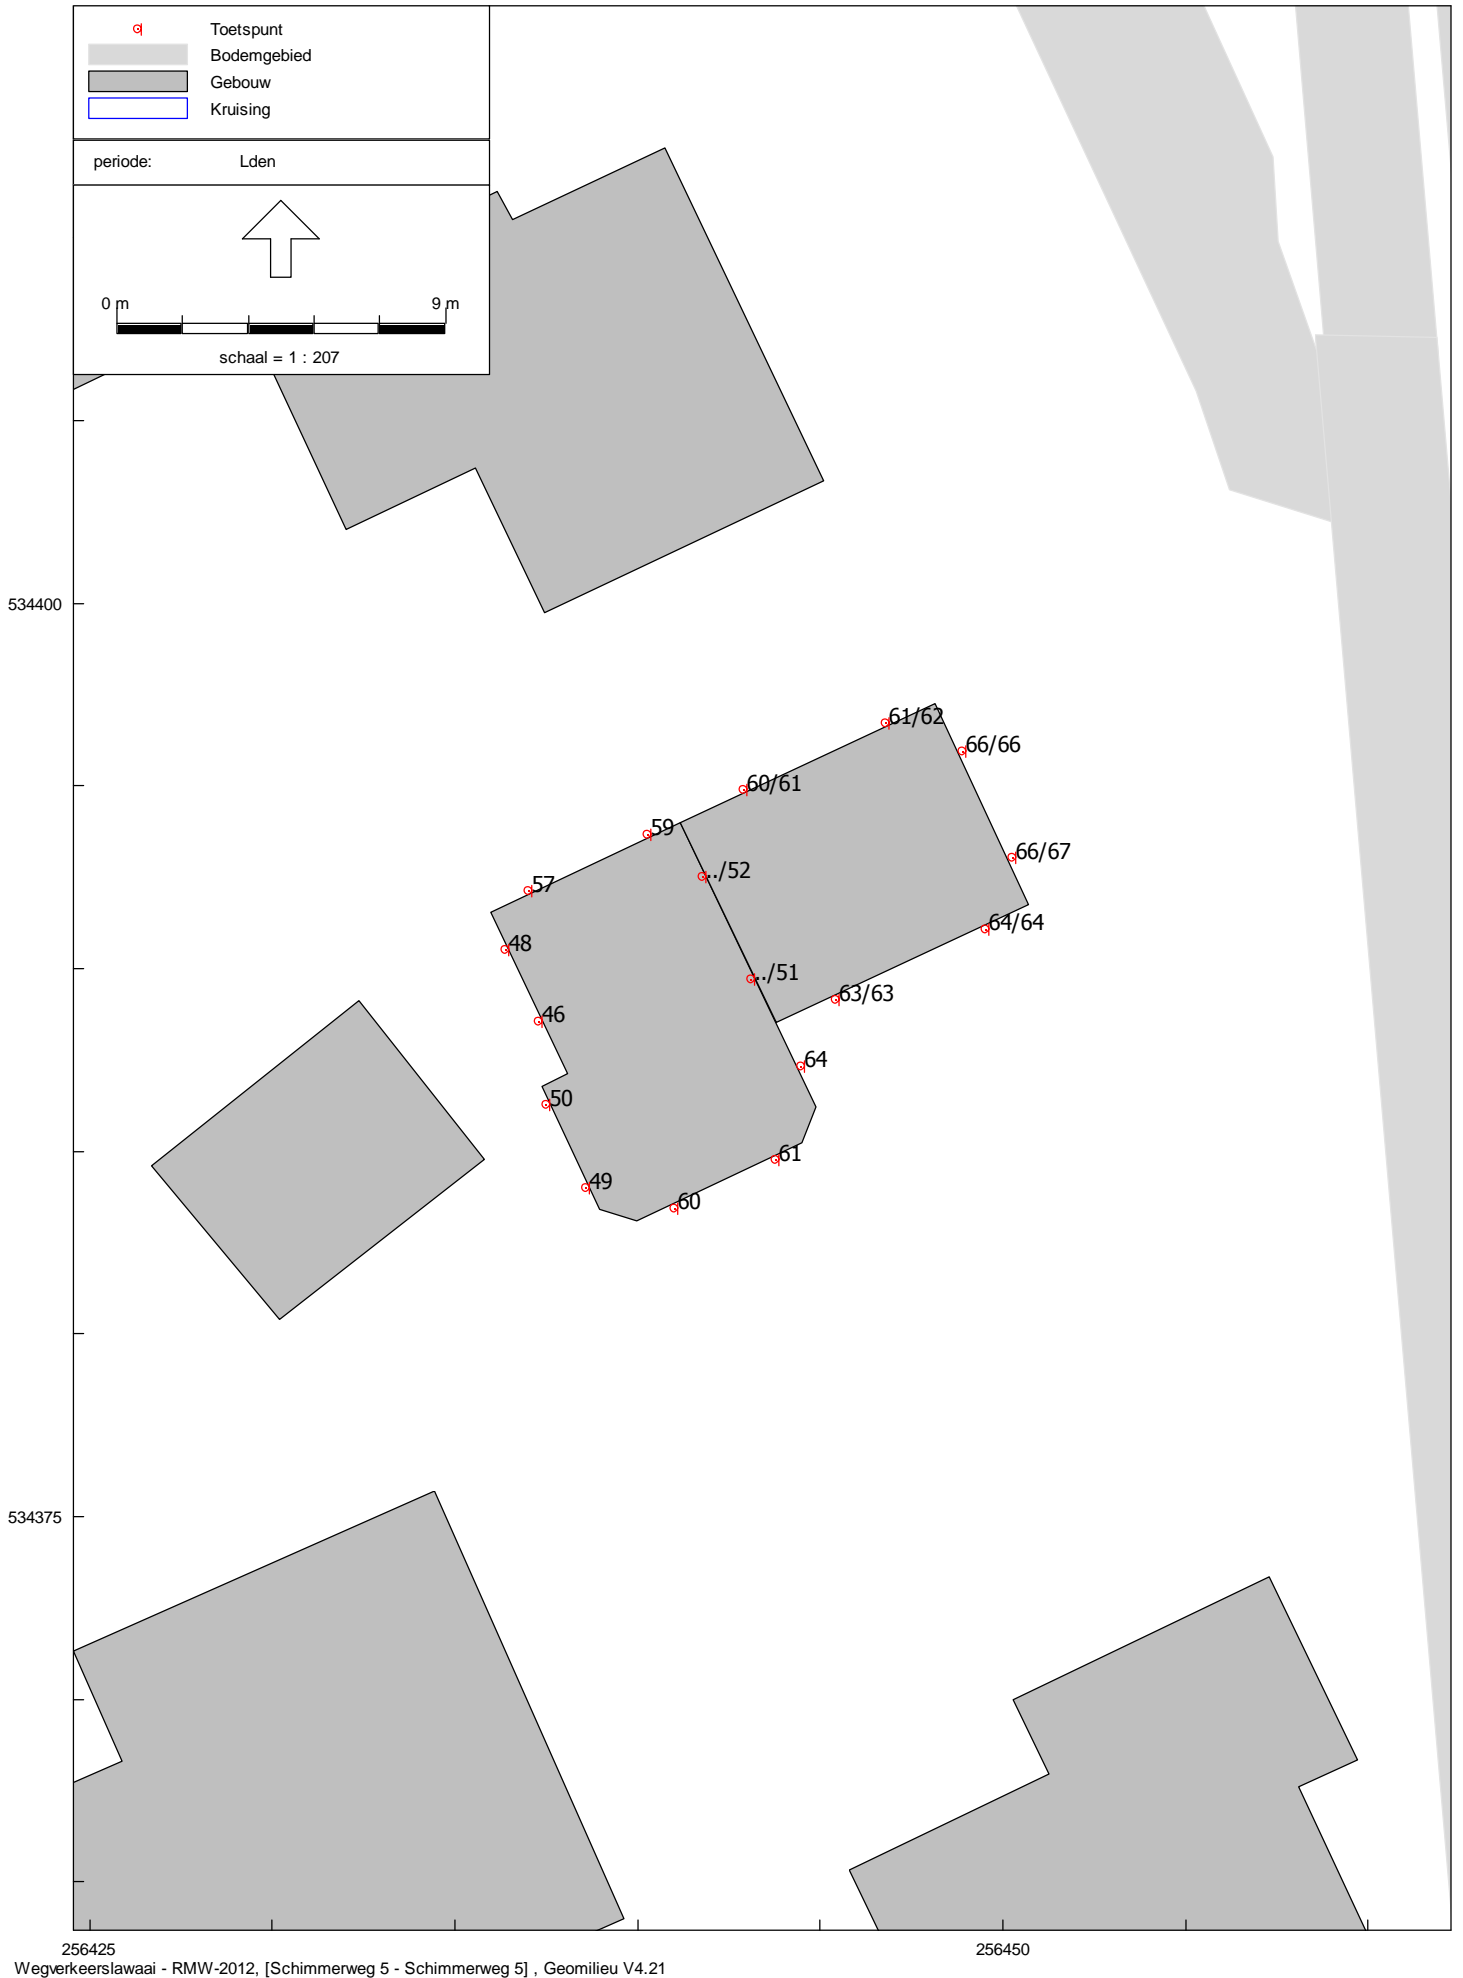 Toetspunt
Bodemgebied
Gebouw
Kruising
periode: Lden
0 m 9 m
schaal = 1 : 207
534400
61/62
66/66
60/61
59
66/67
../52
57
64/64
48
../51
63/63
46
64
50
61
49
60
534375
256425 256450
Wegverkeerslawaai - RMW-2012, [Schimmerweg 5 - Schimmerweg 5] , Geomilieu V4.21